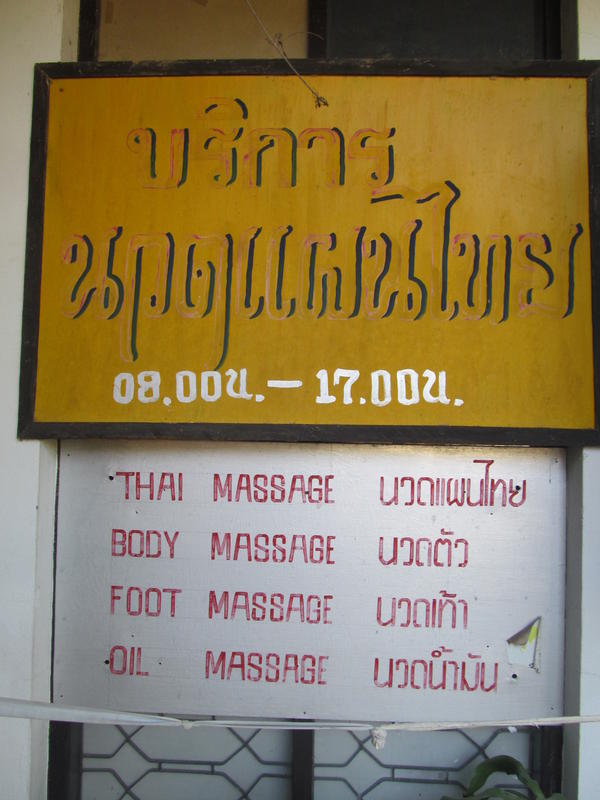 บริการ
นวดแผนไทย
08.00น.– 17.00น.
THAI MASSAGE นวดแผนไทย
BODY MASSAGE นวดตัว
FOOT MASSAGE นวดเท้า
OIL MASSAGE นวดน้ำมัน